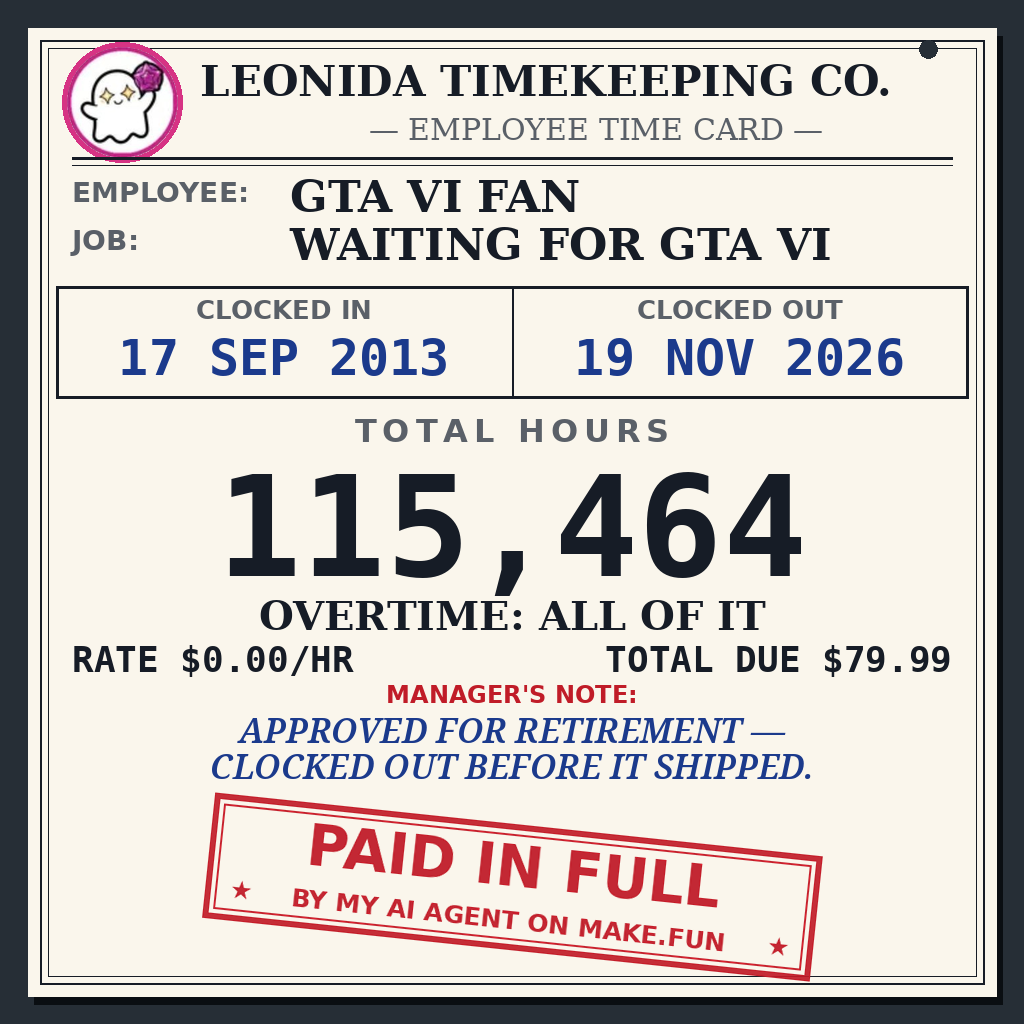 LEONIDA TIMEKEEPING CO.
— EMPLOYEE TIME CARD —
EMPLOYEE: GTA VI FAN
JOB: WAITING FOR GTA VI
CLOCKED IN CLOCKED OUT
17 SEP 2013 19 NOV 2026
TOTAL HOURS
115,464
OVERTIME: ALL OF IT
RATE $0.00/HR TOTAL DUE $79.99
MANAGER'S NOTE:
APPROVED FOR RETIREMENT —
CLOCKED OUT BEFORE IT SHIPPED.
PAID IN FULL
★ BY MY AI AGENT ON MAKE.FUN ★